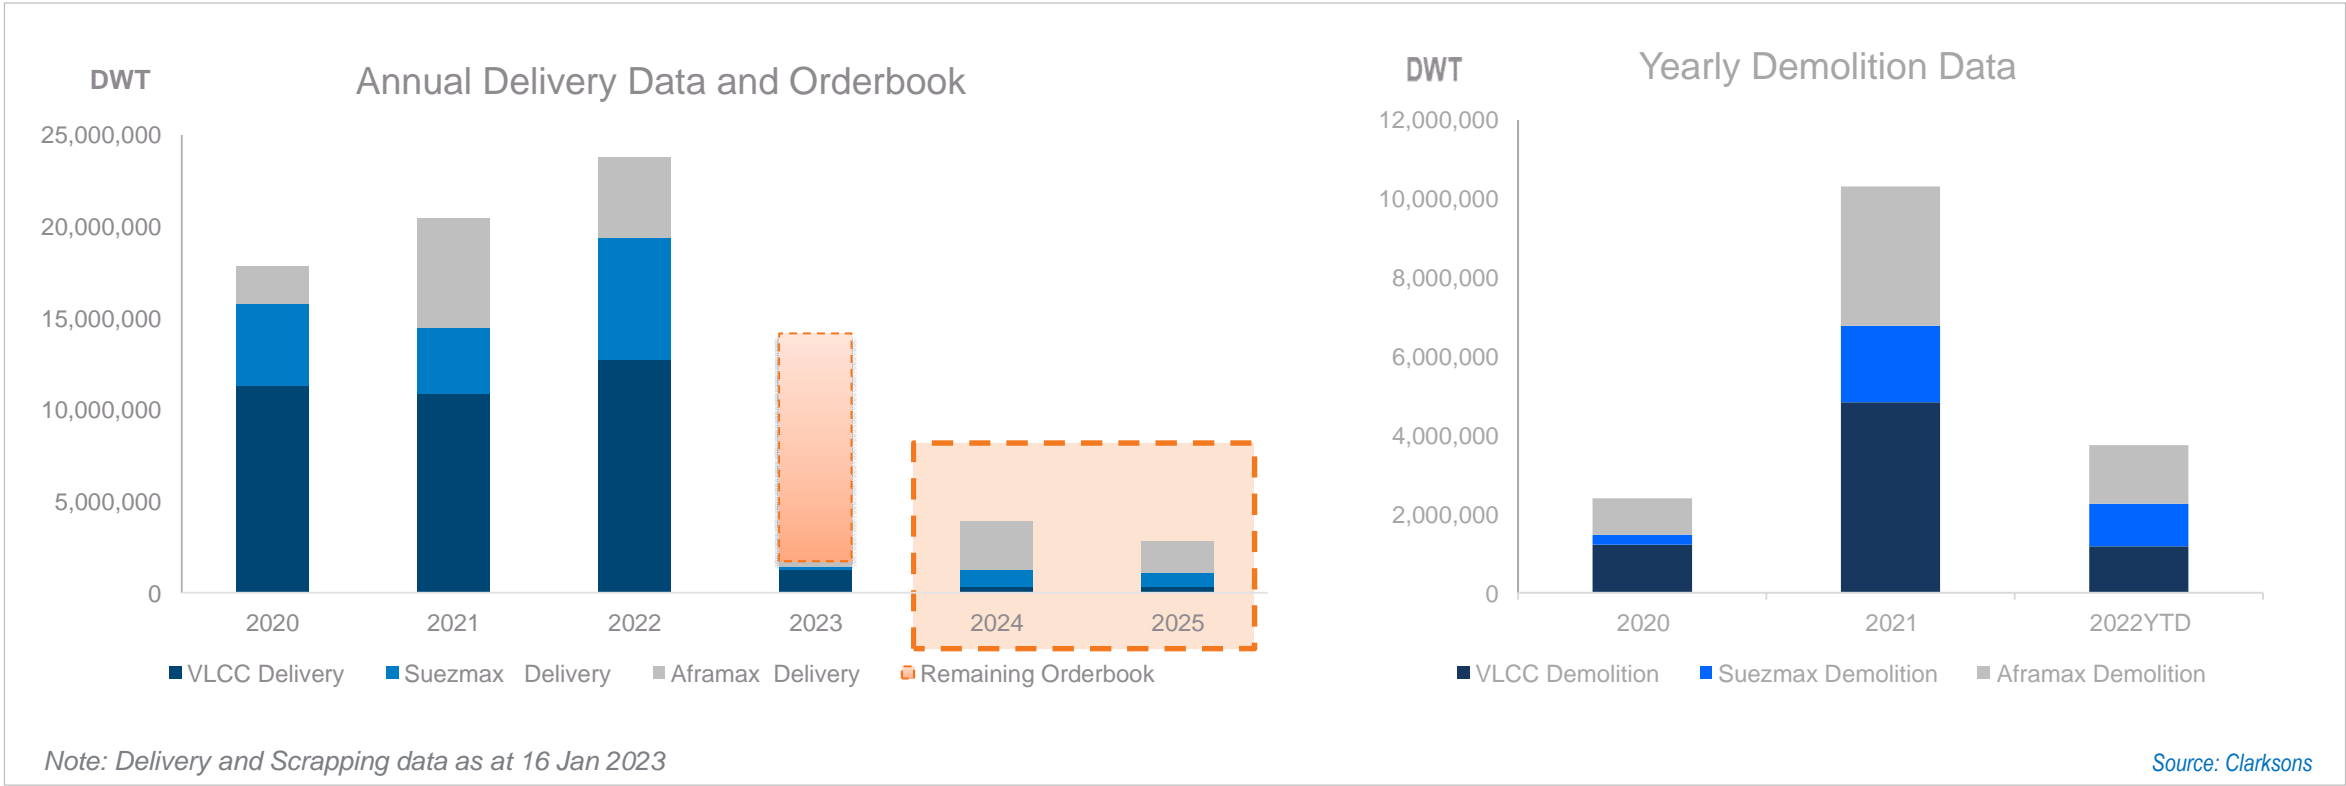 DWT
Annual Delivery Data and Orderbook
25,000,000
20,000,000
15,000,000
10,000,000
5,000,000
0
2020 2021 2022 2023 2024 2025
VLCC Delivery Suezmax Delivery Aframax Delivery Remaining Orderbook
DWT
Yearly Demolition Data
12,000,000
10,000,000
8,000,000
6,000,000
4,000,000
2,000,000
0
2020 2021 2022YTD
VLCC Demolition Suezmax Demolition Aframax Demolition
Note: Delivery and Scrapping data as at 16 Jan 2023
Source: Clarksons